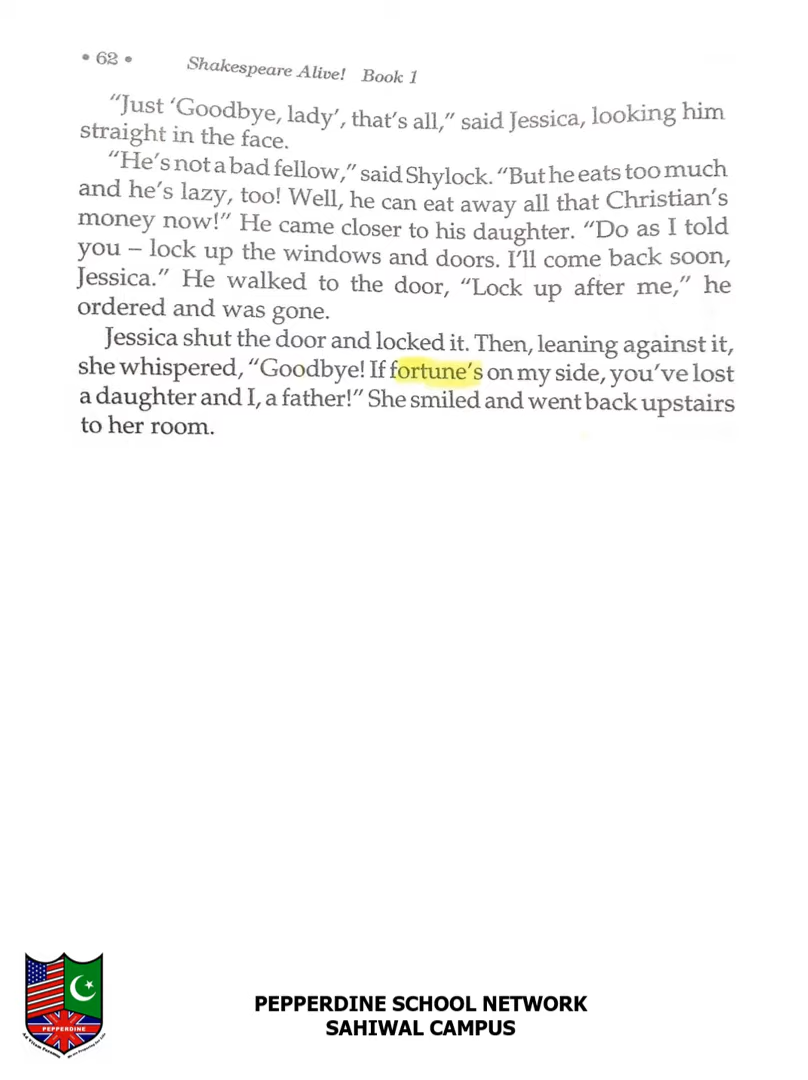 • 62 • Shakespeare Alive! Book 1
"Just 'Goodbye, lady', that's all," said Jessica, looking him
straight in the face.
"He's not a bad fellow," said Shylock. "But he eats too much
and he's lazy, too! Well, he can eat away all that Christian's
money now!" He came closer to his daughter. "Do as I told
you – lock up the windows and doors. I'll come back soon,
Jessica." He walked to the door, "Lock up after me," he
ordered and was gone.
Jessica shut the door and locked it. Then, leaning against it,
she whispered, "Goodbye! If fortune's on my side, you've lost
a daughter and I, a father!" She smiled and went back upstairs
to her room.
PEPPERDINE
PEPPERDINE SCHOOL NETWORK
SAHIWAL CAMPUS